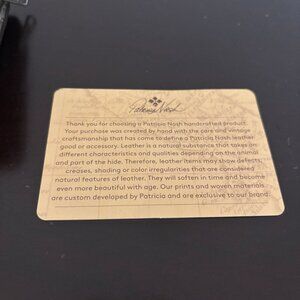 Patricia Nash
Thank you for choosing a Patricia Nash handcrafted product.
Your purchase was created by hand with the care and vintage
craftsmanship that has come to define a Patricia Nash leather
good or accessory. Leather is a natural substance that takes on
different characteristics and qualities depending on the animal
and part of the hide. Therefore, leather items may show defects,
creases, shading or color irregularities that are considered
natural features of leather. They will soften in time and become
even more beautiful with age. Our prints and woven materials
are custom developed by Patricia and are exclusive to our brand.